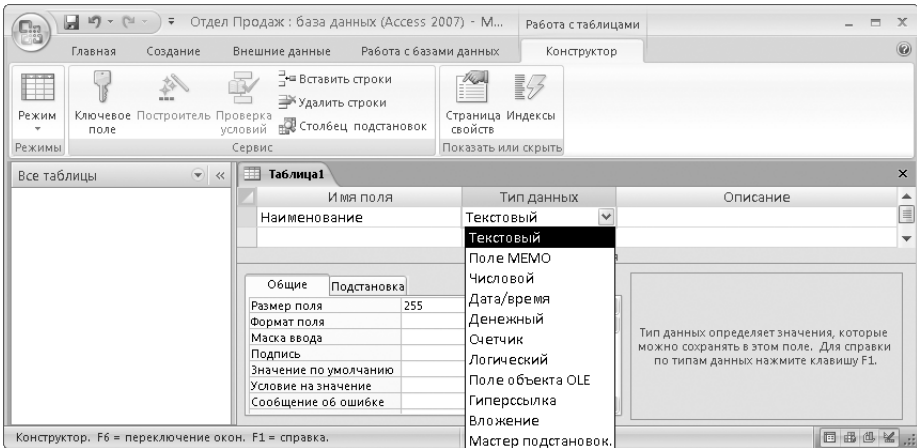 Отдел Продаж : база данных (Access 2007) - M...
Работа с таблицами
Главная
Создание
Внешние данные
Работа с базами данных
Конструктор
Режим
Ключевое поле
Построитель
Проверка условий
Вставить строки
Удалить строки
Столбец подстановок
Страница свойств
Индексы
Режимы
Сервис
Показать или скрыть
Все таблицы
Таблица1
Имя поля
Тип данных
Описание
Наименование
Текстовый
Текстовый
Поле МЕМО
Числовой
Дата/время
Денежный
Счетчик
Логический
Поле объекта OLE
Гиперссылка
Вложение
Мастер подстановок.
Общие
Подстановка
Размер поля 255
Формат поля
Маска ввода
Подпись
Значение по умолчанию
Условие на значение
Сообщение об ошибке
Тип данных определяет значения, которые
можно сохранять в этом поле. Для справки
по типам данных нажмите клавишу F1.
Конструктор. F6 = переключение окон. F1 = справка.